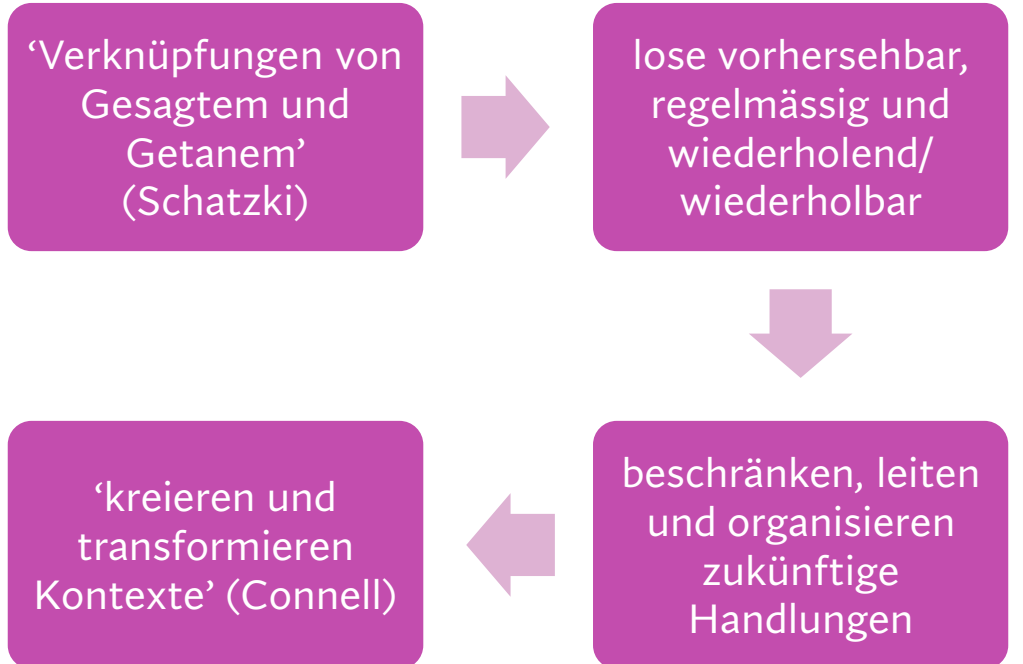 ‘Verknüpfungen von
Gesagtem und
Getanem’
(Schatzki)
lose vorhersehbar,
regelmässig und
wiederholend/
wiederholbar
beschränken, leiten
und organisieren
zukünftige
Handlungen
‘kreieren und
transformieren
Kontexte’ (Connell)